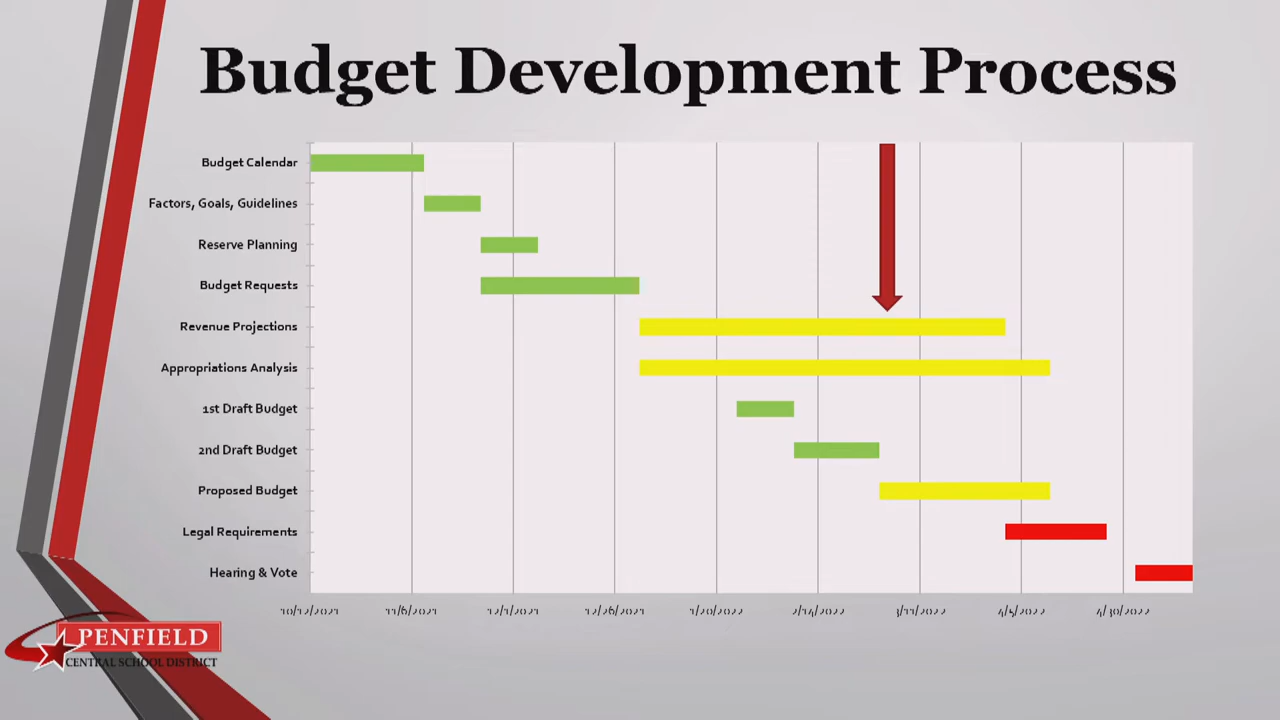 Budget Development Process
Budget Calendar
Factors, Goals, Guidelines
Reserve Planning
Budget Requests
Revenue Projections
Appropriations Analysis
1st Draft Budget
2nd Draft Budget
Proposed Budget
Legal Requirements
Hearing & Vote
PENFIELD
CENTRAL SCHOOL DISTRICT